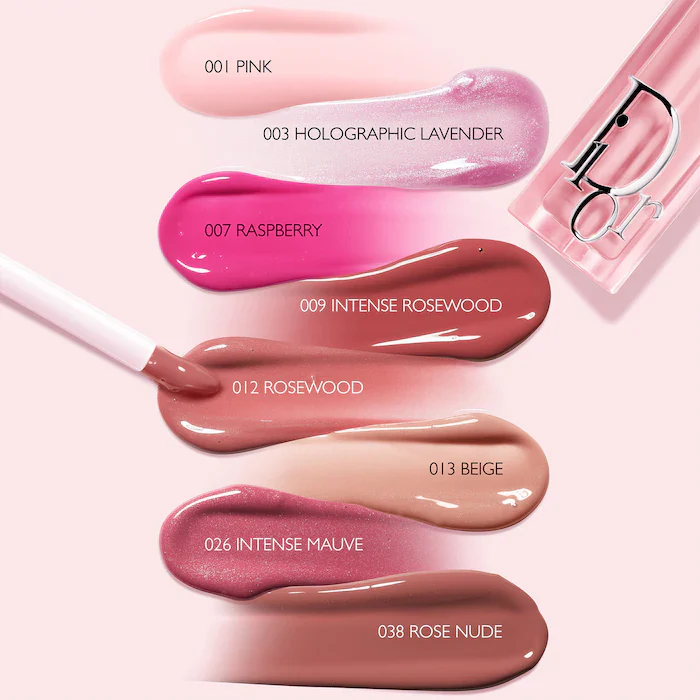 001 PINK
003 HOLOGRAPHIC LAVENDER
Dior
007 RASPBERRY
009 INTENSE ROSEWOOD
012 ROSEWOOD
013 BEIGE
026 INTENSE MAUVE
038 ROSE NUDE